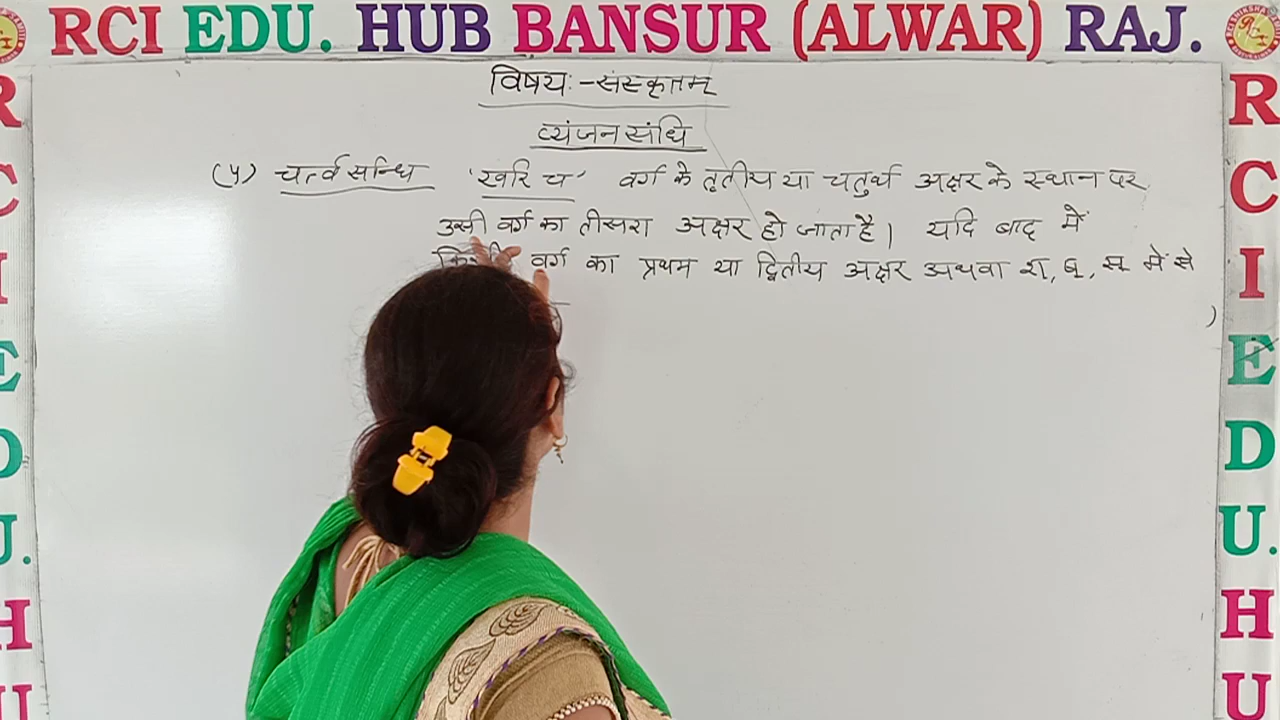 RCI EDU. HUB BANSUR (ALWAR) RAJ.
विषय:-संस्कृतम्
व्यंजन संधि
(५) चर्त्व सन्धि 'खरि च' वर्ग के तृतीय या चतुर्थ अक्षर के स्थान पर
उसी वर्ग का तीसरा अक्षर हो जाता है। यदि बाद में
वर्ग का प्रथम या द्वितीय अक्षर अथवा श, ष, स में से
R
C
I
E
D
U.
H
U
R
C
I
E
D
U.
H
U